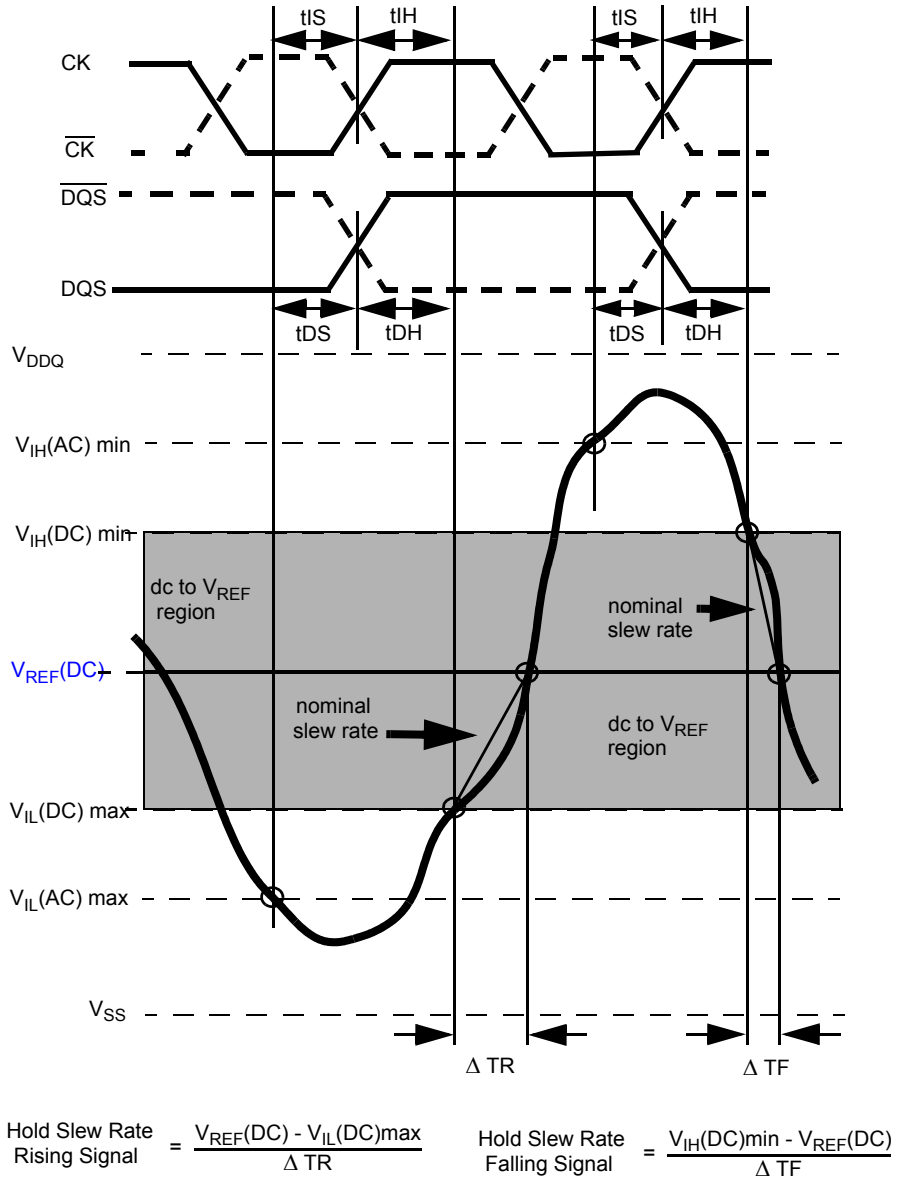 tIS tIH tIS tIH
CK
CK
DQS
DQS
tDS tDH tDS tDH
VDDQ
VIH(AC) min
VIH(DC) min
dc to VREF
region
nominal
slew rate
VREF(DC)
nominal
slew rate
dc to VREF
region
VIL(DC) max
VIL(AC) max
VSS
Δ TR Δ TF
Hold Slew Rate
Rising Signal
= VREF(DC) - VIL(DC)max
Δ TR
Hold Slew Rate
Falling Signal
= VIH(DC)min - VREF(DC)
Δ TF